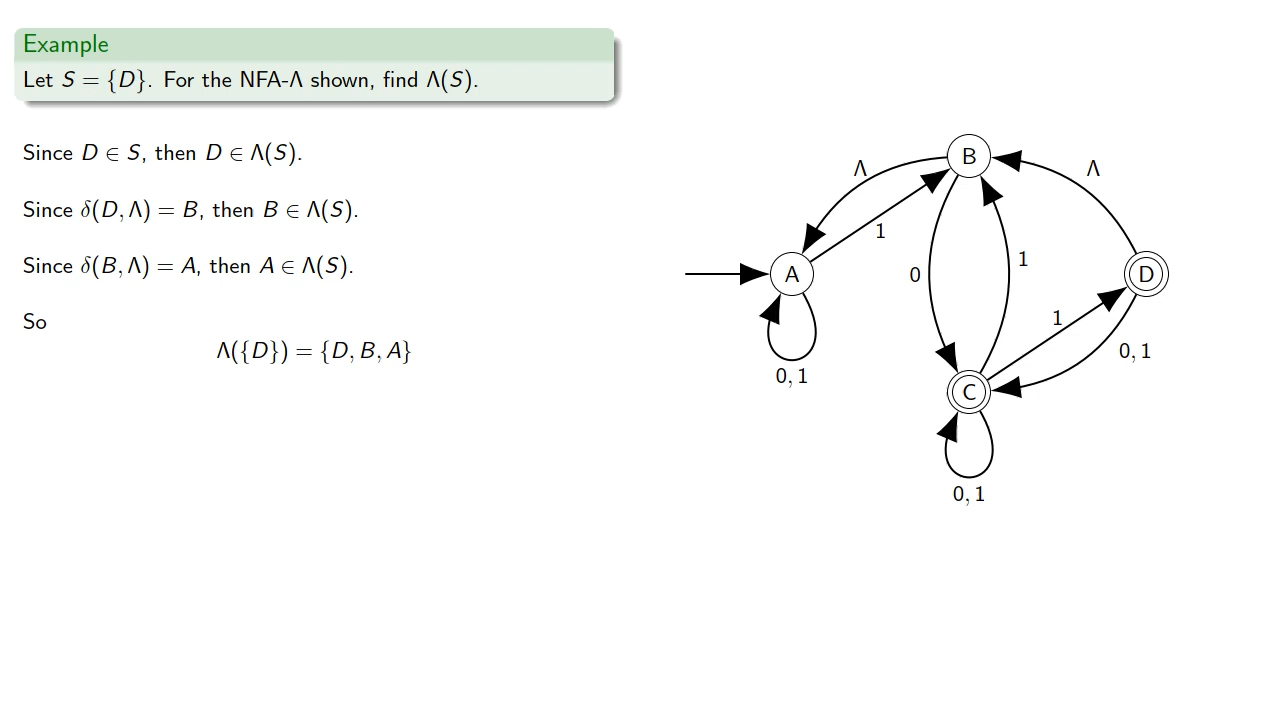 Example
Let S = {D}. For the NFA-Λ shown, find Λ(S).
Since D ∈ S, then D ∈ Λ(S).
Since δ(D, Λ) = B, then B ∈ Λ(S).
Since δ(B, Λ) = A, then A ∈ Λ(S).
So
Λ({D}) = {D, B, A}
B
Λ
Λ
1
A
0
1
D
1
0, 1
0, 1
C
0, 1